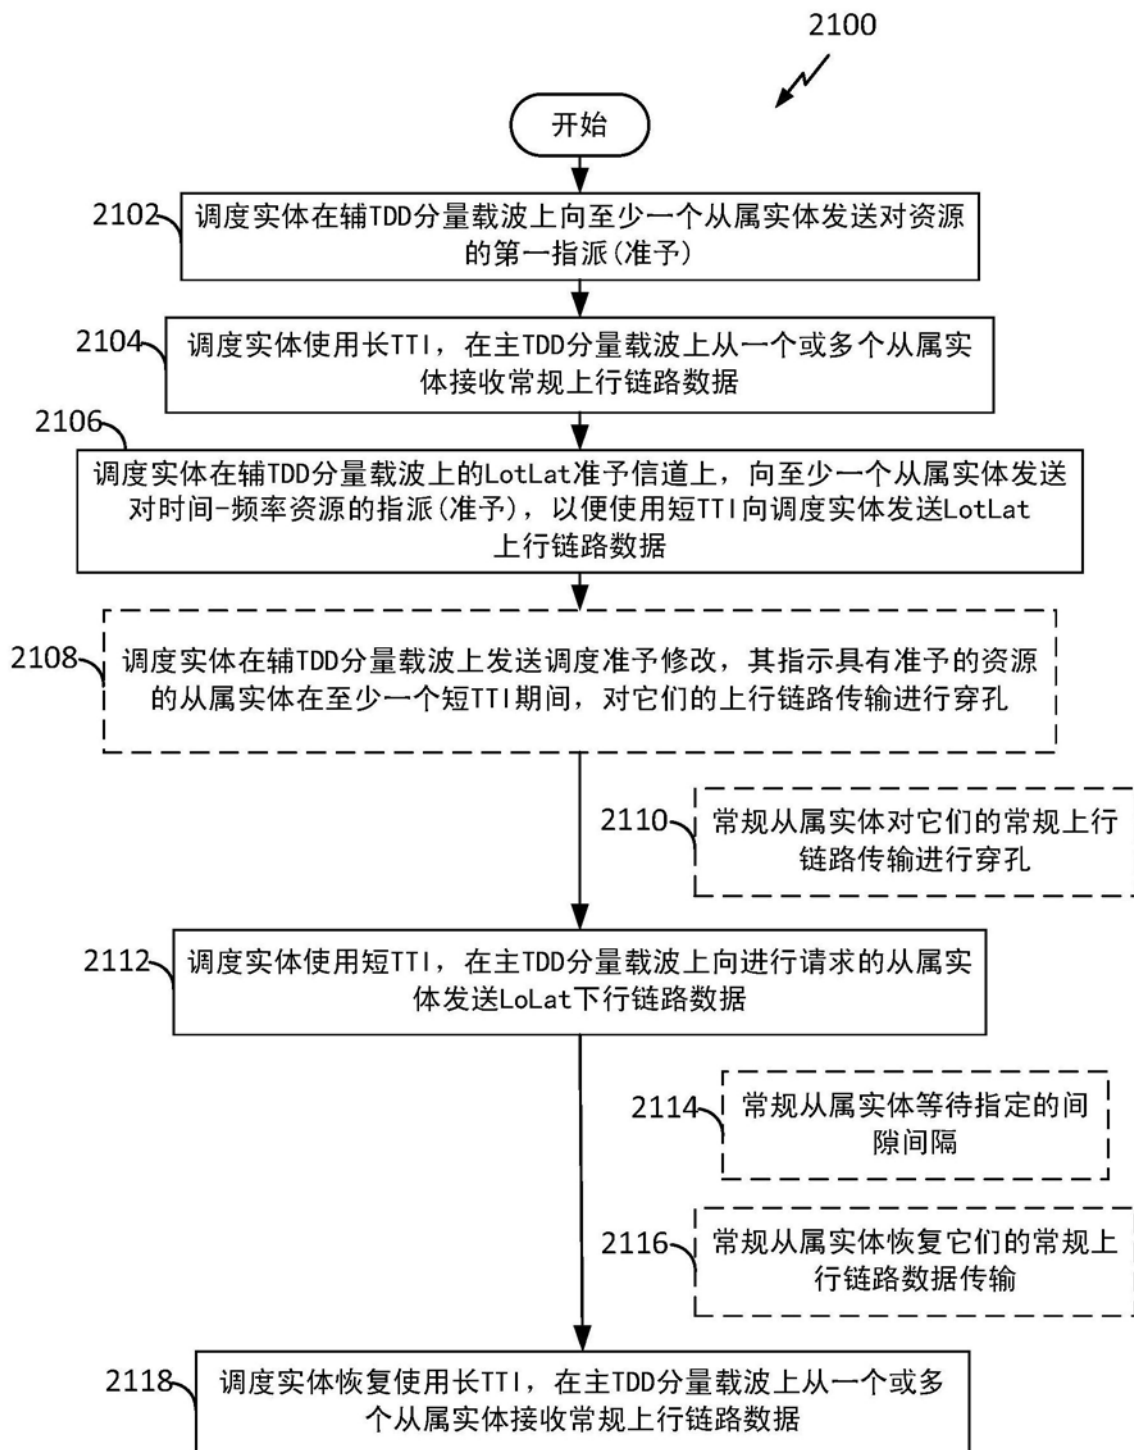 2100
开始
2102
调度实体在辅TDD分量载波上向至少一个从属实体发送对资源
的第一指派(准予)
2104
调度实体使用长TTI，在主TDD分量载波上从一个或多个从属实
体接收常规上行链路数据
2106
调度实体在辅TDD分量载波上的LotLat准予信道上，向至少一个从属实体发送
对时间-频率资源的指派(准予)，以便使用短TTI向调度实体发送LotLat
上行链路数据
2108
调度实体在辅TDD分量载波上发送调度准予修改，其指示具有准予的资源
的从属实体在至少一个短TTI期间，对它们的上行链路传输进行穿孔
2110
常规从属实体对它们的常规上行
链路传输进行穿孔
2112
调度实体使用短TTI，在主TDD分量载波上向进行请求的从属实
体发送LoLat下行链路数据
2114
常规从属实体等待指定的间
隙间隔
2116
常规从属实体恢复它们的常规上
行链路数据传输
2118
调度实体恢复使用长TTI，在主TDD分量载波上从一个或多
个从属实体接收常规上行链路数据